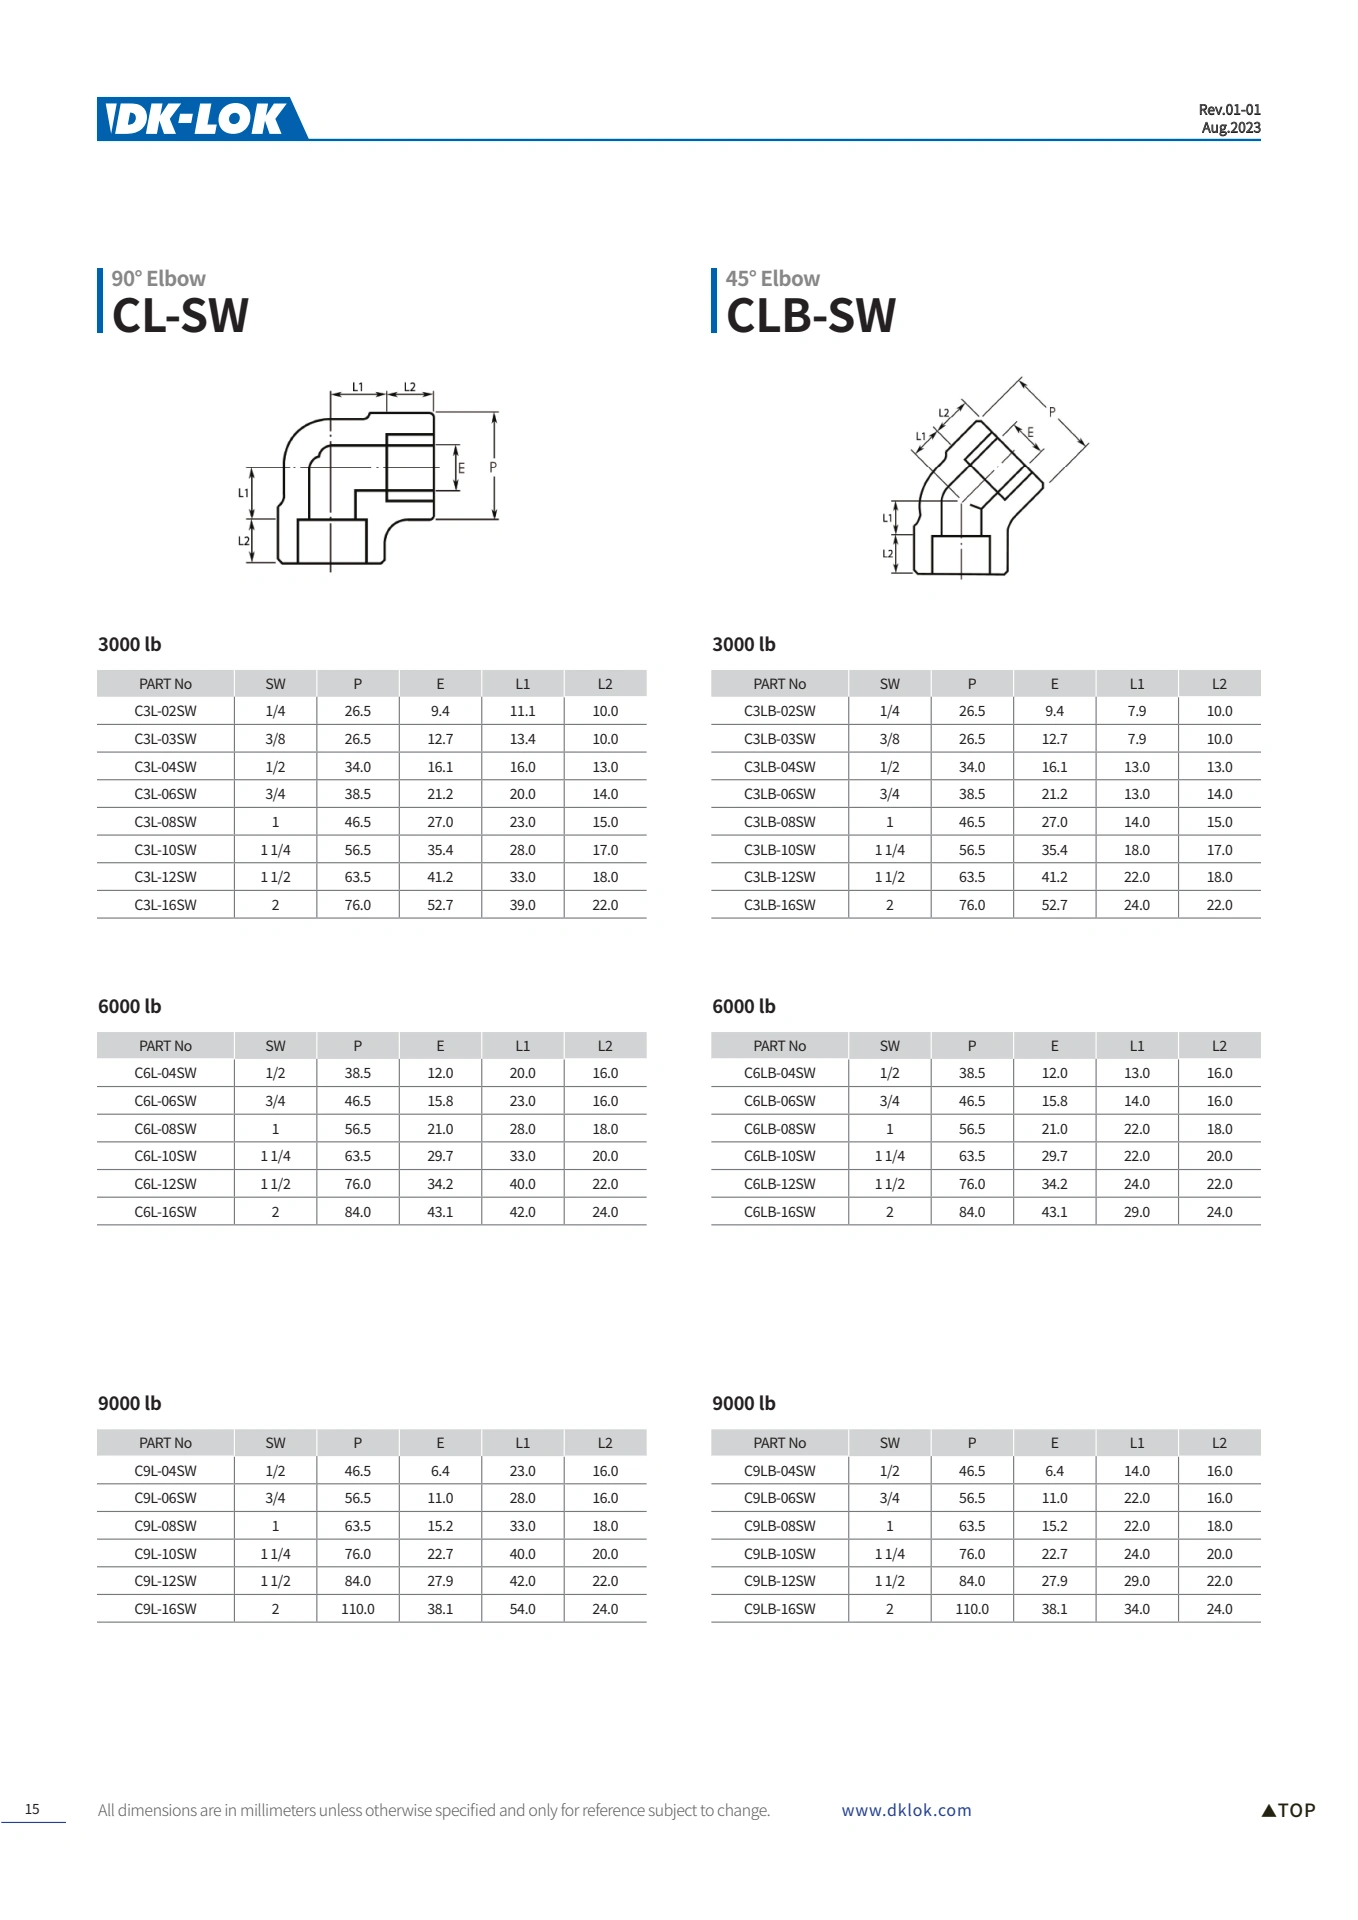 DK-LOK
Rev.01-01
Aug.2023
90° Elbow
CL-SW
L1 L2
E P
L1
L2
3000 lb
PART No SW P E L1 L2
C3L-02SW 1/4 26.5 9.4 11.1 10.0
C3L-03SW 3/8 26.5 12.7 13.4 10.0
C3L-04SW 1/2 34.0 16.1 16.0 13.0
C3L-06SW 3/4 38.5 21.2 20.0 14.0
C3L-08SW 1 46.5 27.0 23.0 15.0
C3L-10SW 1 1/4 56.5 35.4 28.0 17.0
C3L-12SW 1 1/2 63.5 41.2 33.0 18.0
C3L-16SW 2 76.0 52.7 39.0 22.0
6000 lb
PART No SW P E L1 L2
C6L-04SW 1/2 38.5 12.0 20.0 16.0
C6L-06SW 3/4 46.5 15.8 23.0 16.0
C6L-08SW 1 56.5 21.0 28.0 18.0
C6L-10SW 1 1/4 63.5 29.7 33.0 20.0
C6L-12SW 1 1/2 76.0 34.2 40.0 22.0
C6L-16SW 2 84.0 43.1 42.0 24.0
9000 lb
PART No SW P E L1 L2
C9L-04SW 1/2 46.5 6.4 23.0 16.0
C9L-06SW 3/4 56.5 11.0 28.0 16.0
C9L-08SW 1 63.5 15.2 33.0 18.0
C9L-10SW 1 1/4 76.0 22.7 40.0 20.0
C9L-12SW 1 1/2 84.0 27.9 42.0 22.0
C9L-16SW 2 110.0 38.1 54.0 24.0
45° Elbow
CLB-SW
L2 P
L1 E
L1
L2
3000 lb
PART No SW P E L1 L2
C3LB-02SW 1/4 26.5 9.4 7.9 10.0
C3LB-03SW 3/8 26.5 12.7 7.9 10.0
C3LB-04SW 1/2 34.0 16.1 13.0 13.0
C3LB-06SW 3/4 38.5 21.2 13.0 14.0
C3LB-08SW 1 46.5 27.0 14.0 15.0
C3LB-10SW 1 1/4 56.5 35.4 18.0 17.0
C3LB-12SW 1 1/2 63.5 41.2 22.0 18.0
C3LB-16SW 2 76.0 52.7 24.0 22.0
6000 lb
PART No SW P E L1 L2
C6LB-04SW 1/2 38.5 12.0 13.0 16.0
C6LB-06SW 3/4 46.5 15.8 14.0 16.0
C6LB-08SW 1 56.5 21.0 22.0 18.0
C6LB-10SW 1 1/4 63.5 29.7 22.0 20.0
C6LB-12SW 1 1/2 76.0 34.2 24.0 22.0
C6LB-16SW 2 84.0 43.1 29.0 24.0
9000 lb
PART No SW P E L1 L2
C9LB-04SW 1/2 46.5 6.4 14.0 16.0
C9LB-06SW 3/4 56.5 11.0 22.0 16.0
C9LB-08SW 1 63.5 15.2 22.0 18.0
C9LB-10SW 1 1/4 76.0 22.7 24.0 20.0
C9LB-12SW 1 1/2 84.0 27.9 29.0 22.0
C9LB-16SW 2 110.0 38.1 34.0 24.0
15 All dimensions are in millimeters unless otherwise specified and only for reference subject to change. www.dklok.com ▲TOP